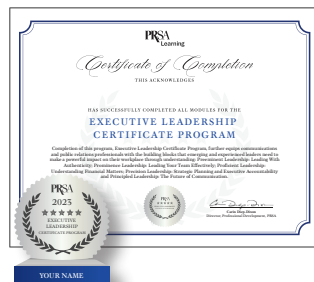 PRSA
Learning
Certificate of Completion
THIS ACKNOWLEDGES
HAS SUCCESSFULLY COMPLETED ALL MODULES FOR THE
EXECUTIVE LEADERSHIP
CERTIFICATE PROGRAM
Completion of this program, Executive Leadership Certificate Program, further equips communications
and public relations professionals with the building blocks that emerging and experienced leaders need to
make a powerful impact on their workplace through understanding: Preeminent Leadership: Leading With
Authenticity; Prominence Leadership: Leading Your Team Effectively; Proficient Leadership:
Understanding Financial Matters; Precision Leadership: Strategic Planning and Executive Accountability
and Principled Leadership: The Future of Communication.
PRSA
2023
EXECUTIVE
LEADERSHIP
CERTIFICATE PROGRAM
YOUR NAME
PRSA
Director, Professional Development, PRSA